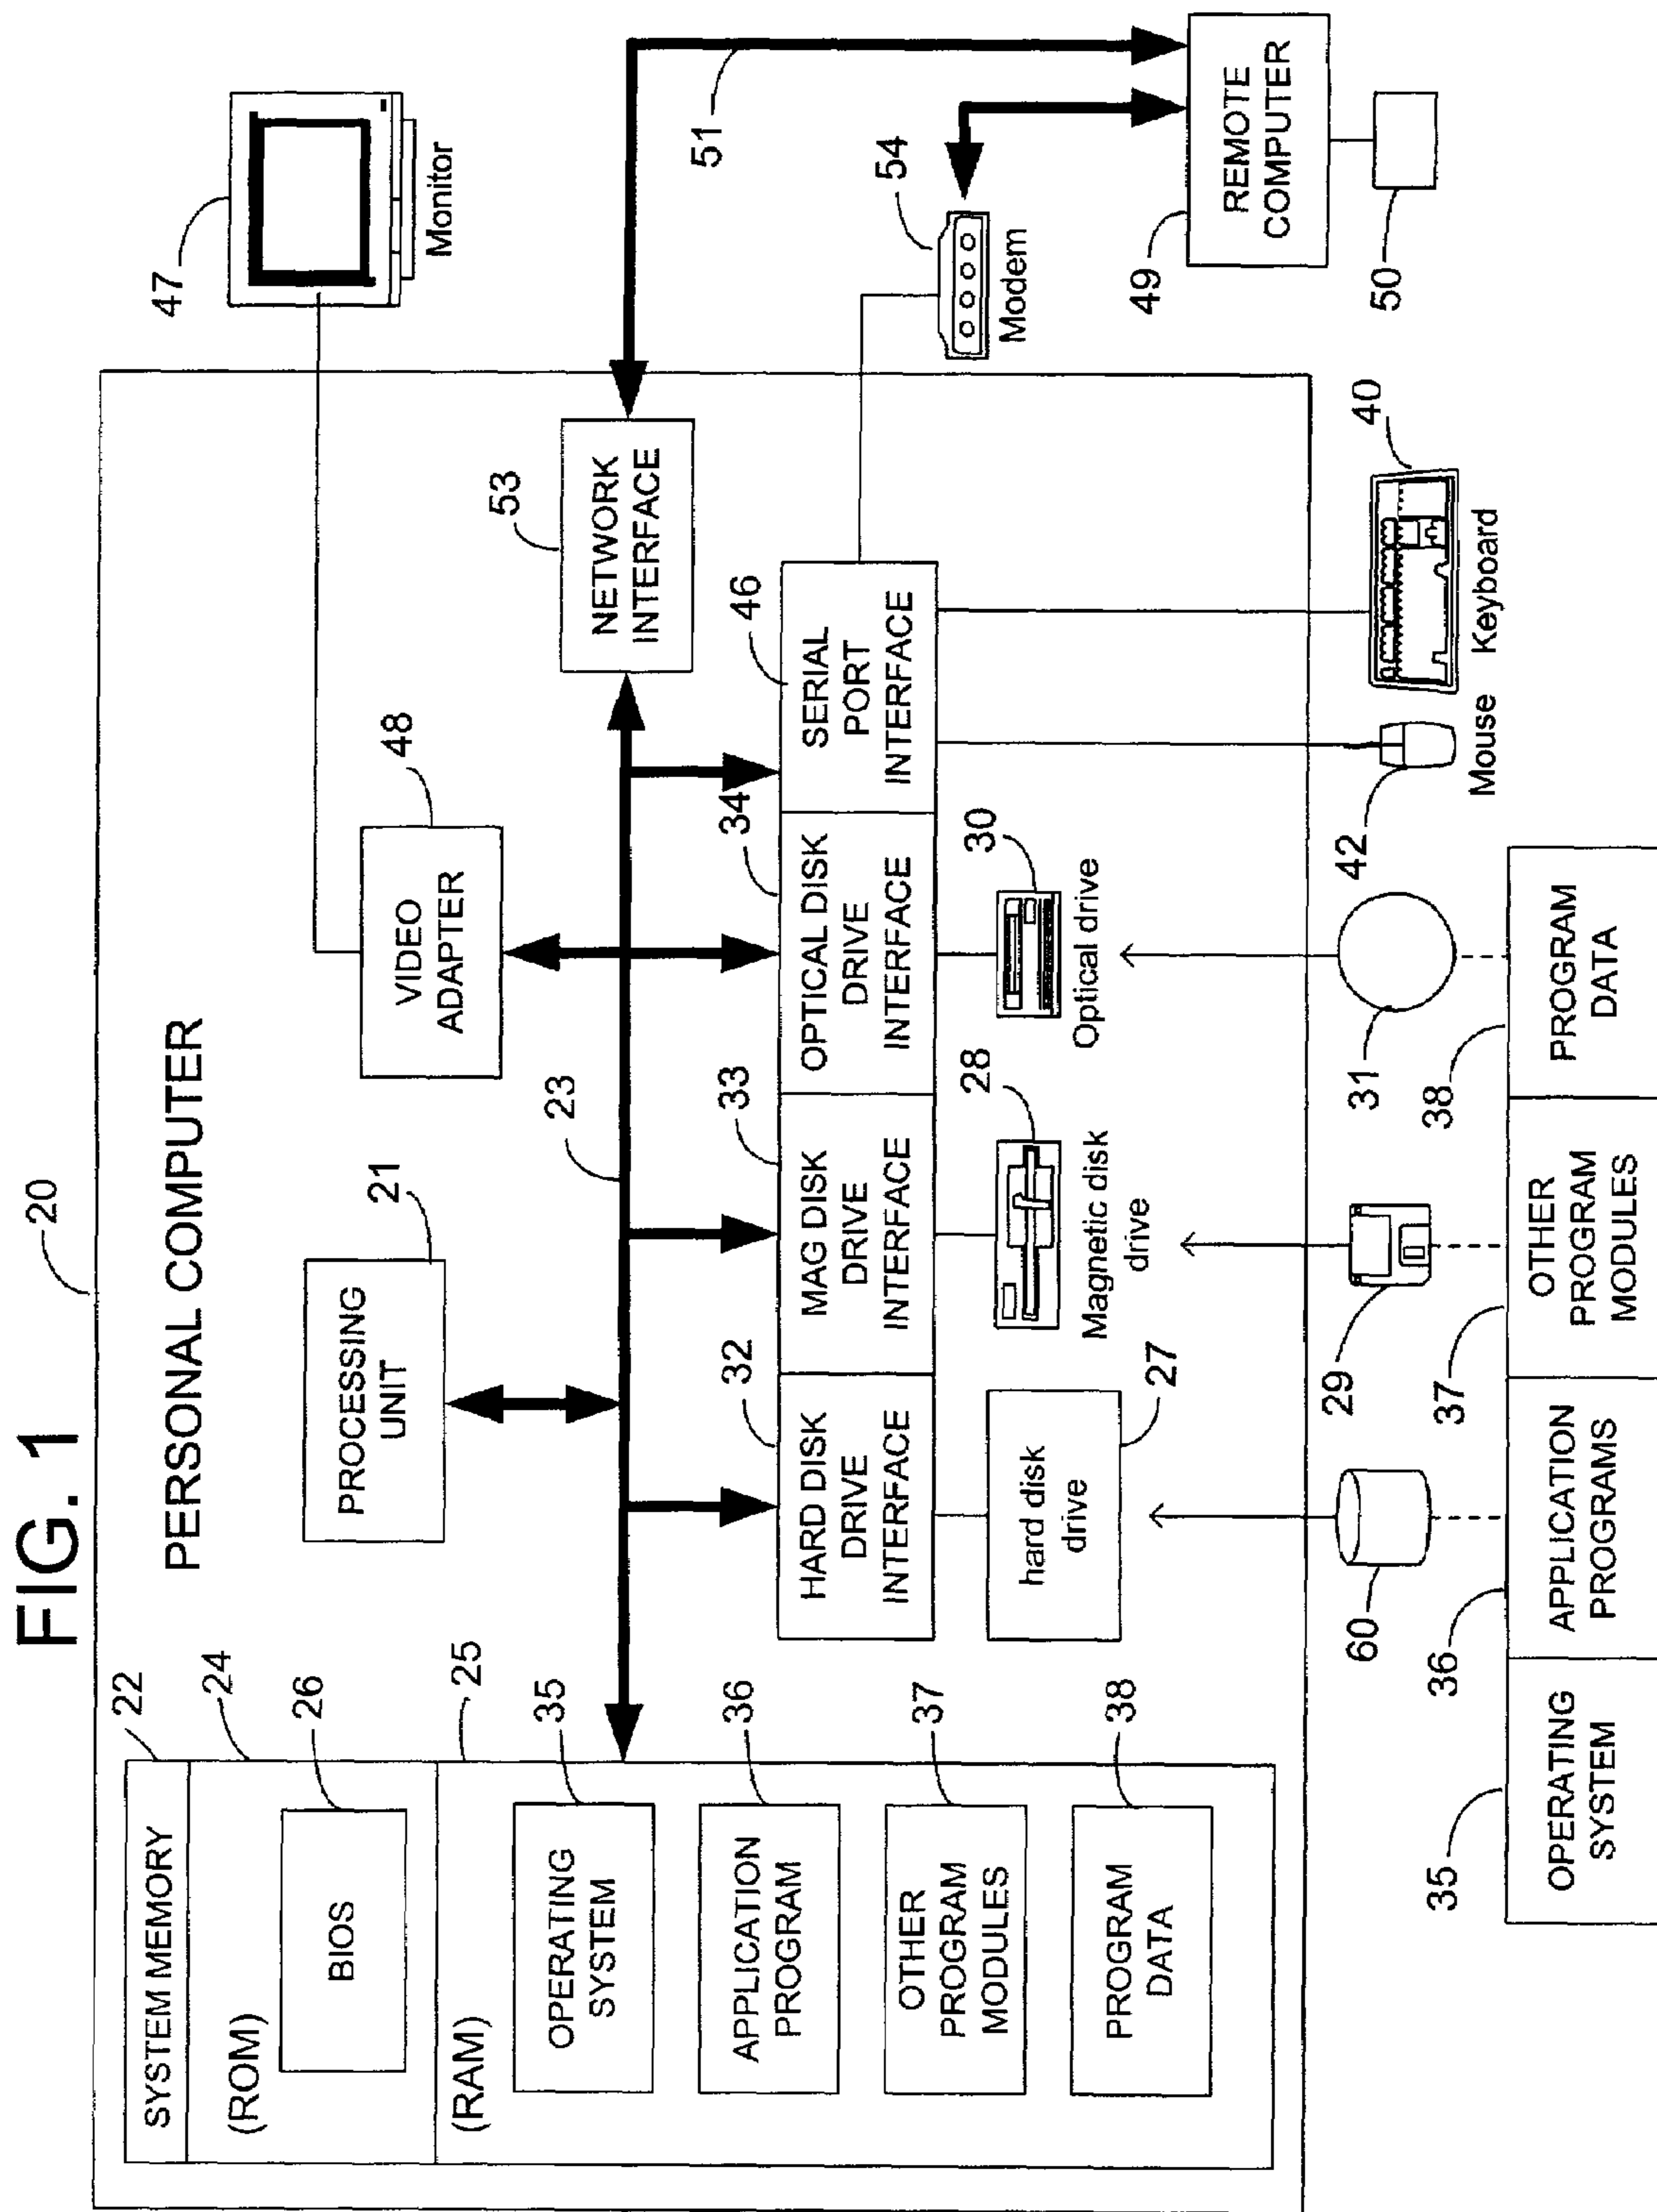 FIG. 1
20
PERSONAL COMPUTER
22
SYSTEM MEMORY
24
(ROM)
26
BIOS
25
(RAM)
35
OPERATING
SYSTEM
36
APPLICATION
PROGRAM
37
OTHER
PROGRAM
MODULES
38
PROGRAM
DATA
21
PROCESSING
UNIT
23
48
VIDEO
ADAPTER
47
Monitor
53
NETWORK
INTERFACE
51
32
HARD DISK
DRIVE
INTERFACE
33
MAG DISK
DRIVE
INTERFACE
34
OPTICAL DISK
DRIVE
INTERFACE
46
SERIAL
PORT
INTERFACE
54
Modem
hard disk
drive
27
28
Magnetic disk
drive
30
Optical drive
49
REMOTE
COMPUTER
50
60
29
31
42
Mouse
40
Keyboard
35
OPERATING
SYSTEM
36
APPLICATION
PROGRAMS
37
OTHER
PROGRAM
MODULES
38
PROGRAM
DATA